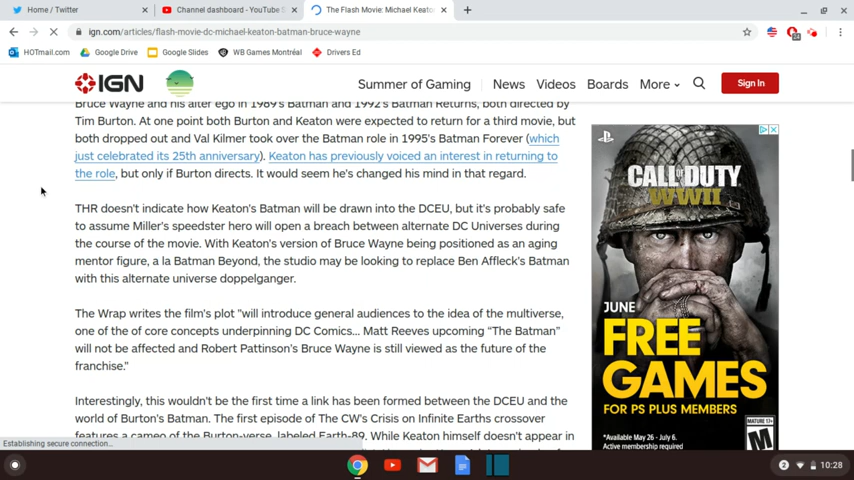 Home / Twitter
Channel dashboard - YouTube S
The Flash Movie: Michael Keato
ign.com/articles/flash-movie-dc-michael-keaton-batman-bruce-wayne
HOTmail.com
Google Drive
Google Slides
WB Games Montréal
Drivers Ed
IGN
Summer of Gaming
News
Videos
Boards
More
Sign In
Bruce Wayne and his alter ego in 1989's Batman and 1992's Batman Returns, both directed by
Tim Burton. At one point both Burton and Keaton were expected to return for a third movie, but
both dropped out and Val Kilmer took over the Batman role in 1995's Batman Forever (which
just celebrated its 25th anniversary). Keaton has previously voiced an interest in returning to
the role, but only if Burton directs. It would seem he's changed his mind in that regard.
THR doesn't indicate how Keaton's Batman will be drawn into the DCEU, but it's probably safe
to assume Miller's speedster hero will open a breach between alternate DC Universes during
the course of the movie. With Keaton's version of Bruce Wayne being positioned as an aging
mentor figure, a la Batman Beyond, the studio may be looking to replace Ben Affleck's Batman
with this alternate universe doppelganger.
The Wrap writes the film's plot "will introduce general audiences to the idea of the multiverse,
one of the of core concepts underpinning DC Comics... Matt Reeves upcoming "The Batman"
will not be affected and Robert Pattinson's Bruce Wayne is still viewed as the future of the
franchise."
Interestingly, this wouldn't be the first time a link has been formed between the DCEU and the
world of Burton's Batman. The first episode of The CW's Crisis on Infinite Earths crossover
features a cameo of the Burton-verse, labeled Earth-89. While Keaton himself doesn't appear in
CALL OF DUTY
WWII
JUNE
FREE
GAMES
FOR PS PLUS MEMBERS
*Available May 26 - July 6.
Active membership required
MATURE 17+
M
Establishing secure connection...
2
10:28